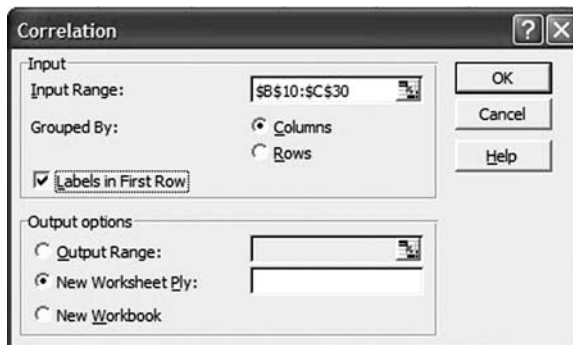 Correlation
Input
Input Range:
$B$10:$C$30
Grouped By:
Columns
Rows
Labels in First Row
OK
Cancel
Help
Output options
Output Range:
New Worksheet Ply:
New Workbook